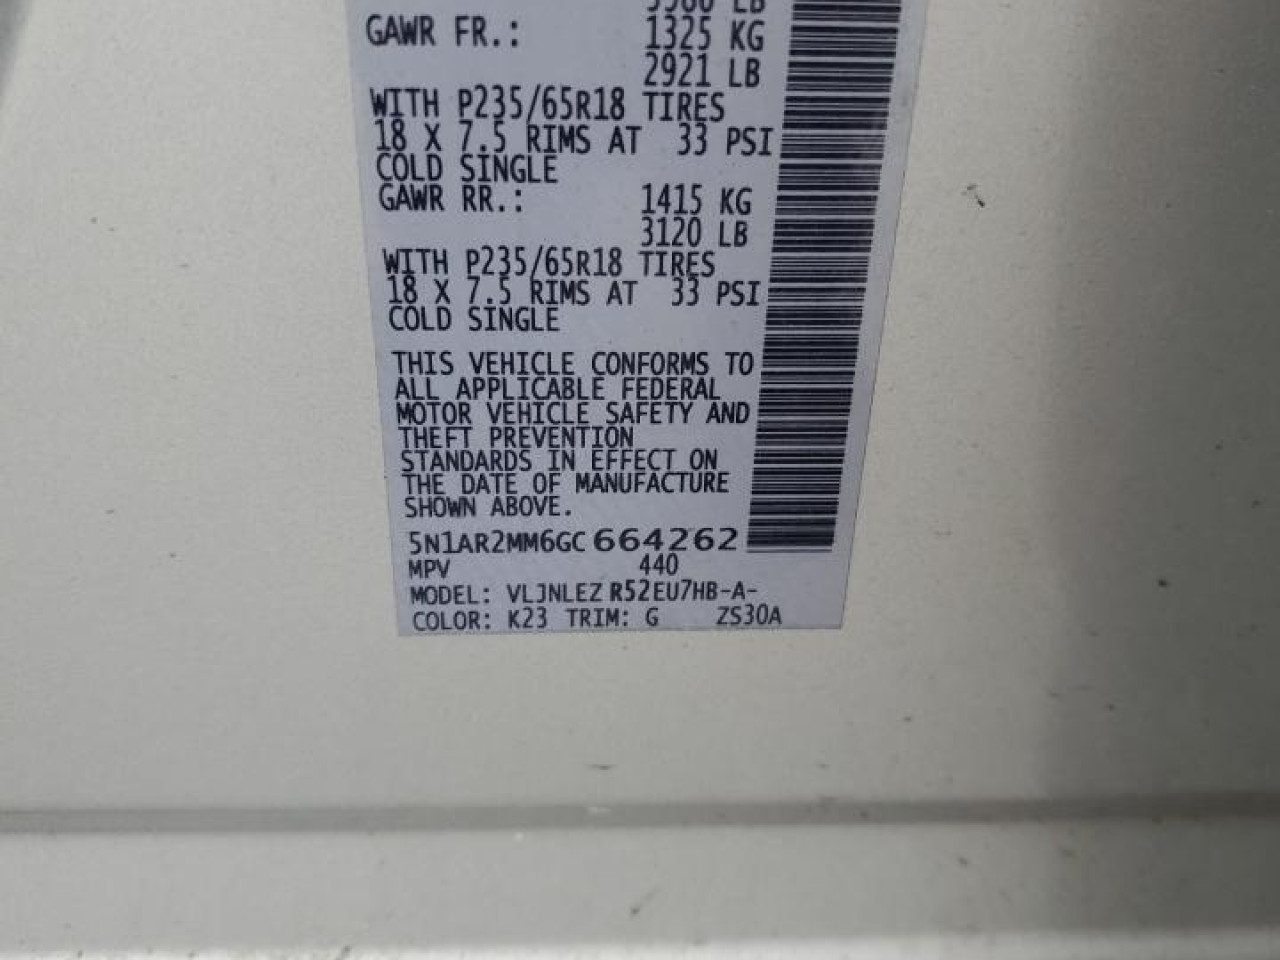 GAWR FR.: 1325 KG
2921 LB
WITH P235/65R18 TIRES
18 X 7.5 RIMS AT 33 PSI
COLD SINGLE
GAWR RR.: 1415 KG
3120 LB
WITH P235/65R18 TIRES
18 X 7.5 RIMS AT 33 PSI
COLD SINGLE
THIS VEHICLE CONFORMS TO
ALL APPLICABLE FEDERAL
MOTOR VEHICLE SAFETY AND
THEFT PREVENTION
STANDARDS IN EFFECT ON
THE DATE OF MANUFACTURE
SHOWN ABOVE.
5N1AR2MM6GC 664262
MPV 440
MODEL: VLJNLEZ R52EU7HB-A-
COLOR: K23 TRIM: G ZS30A